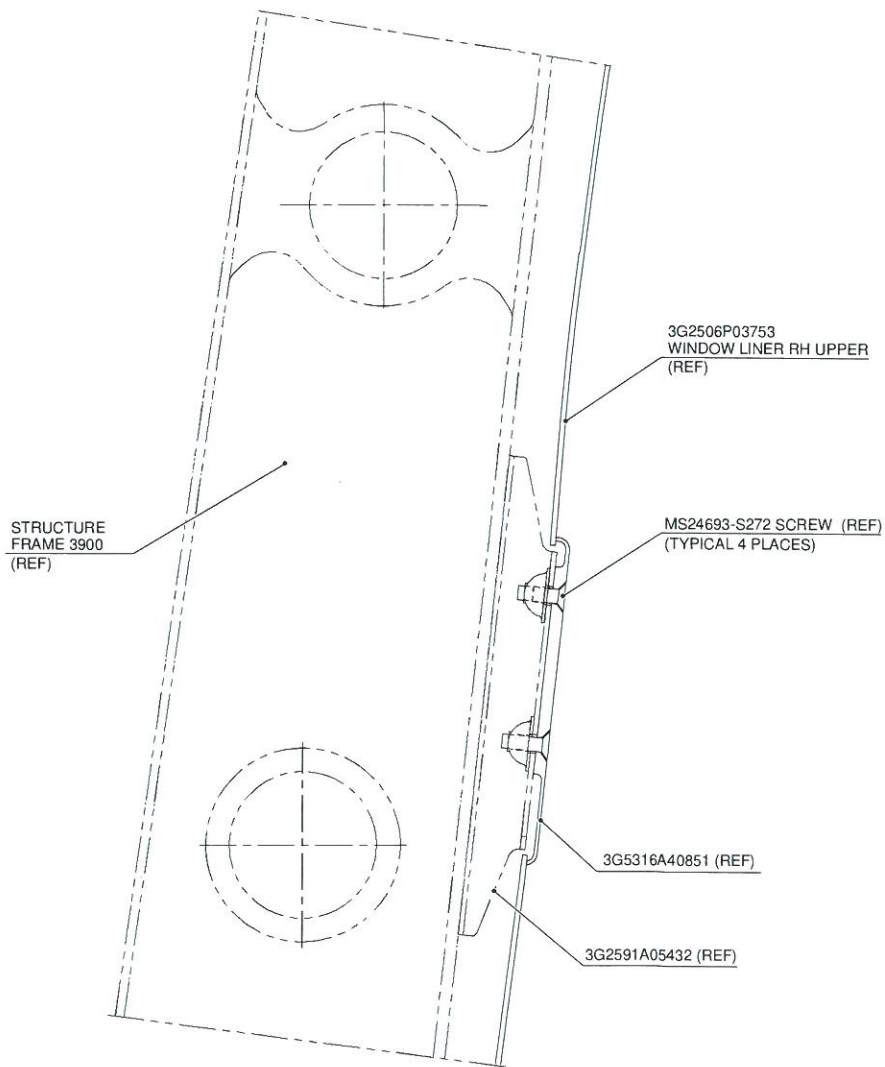 3G2506P03753
WINDOW LINER RH UPPER
(REF)
STRUCTURE
FRAME 3900
(REF)
MS24693-S272 SCREW (REF)
(TYPICAL 4 PLACES)
3G5316A40851 (REF)
3G2591A05432 (REF)